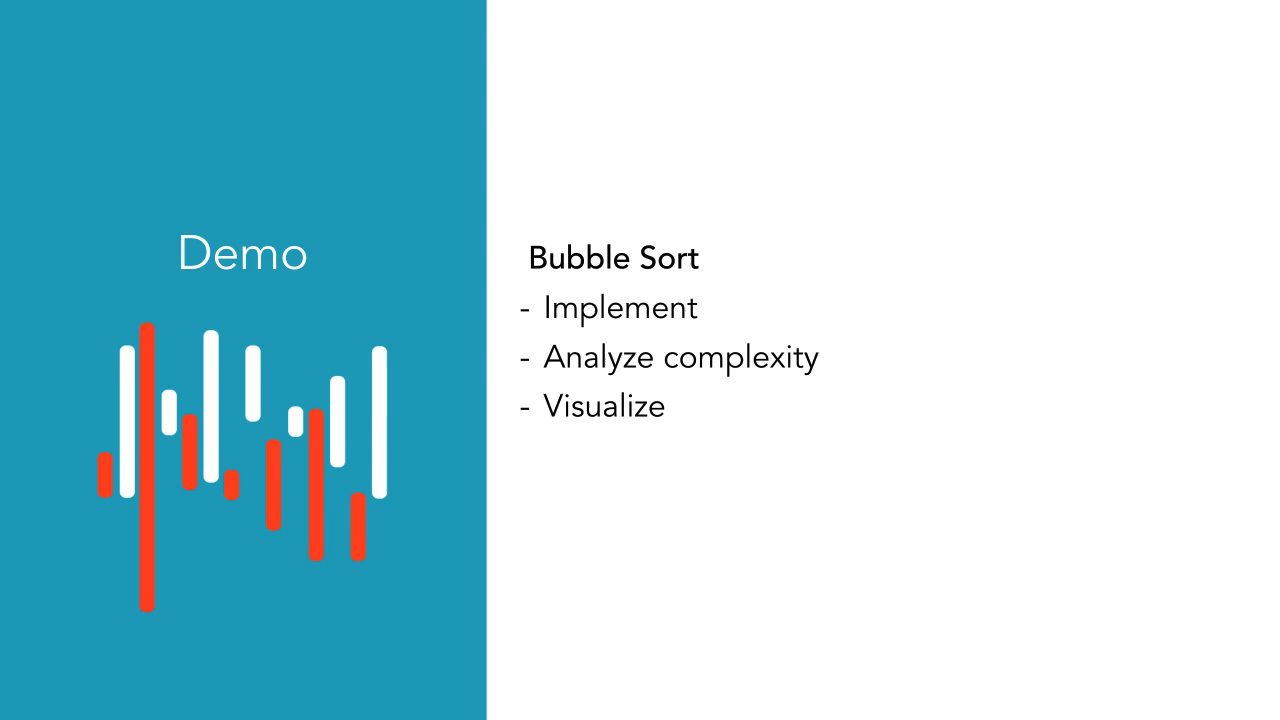 Demo
Bubble Sort
- Implement
- Analyze complexity
- Visualize